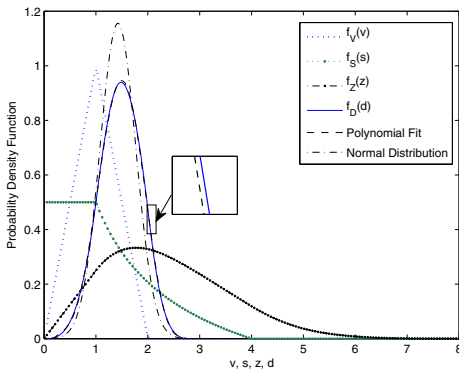 1.2
1
0.8
0.6
0.4
0.2
0
Probability Density Function
0 1 2 3 4 5 6 7 8
v, s, z, d
f_V(v)
f_S(s)
f_Z(z)
f_D(d)
Polynomial Fit
Normal Distribution